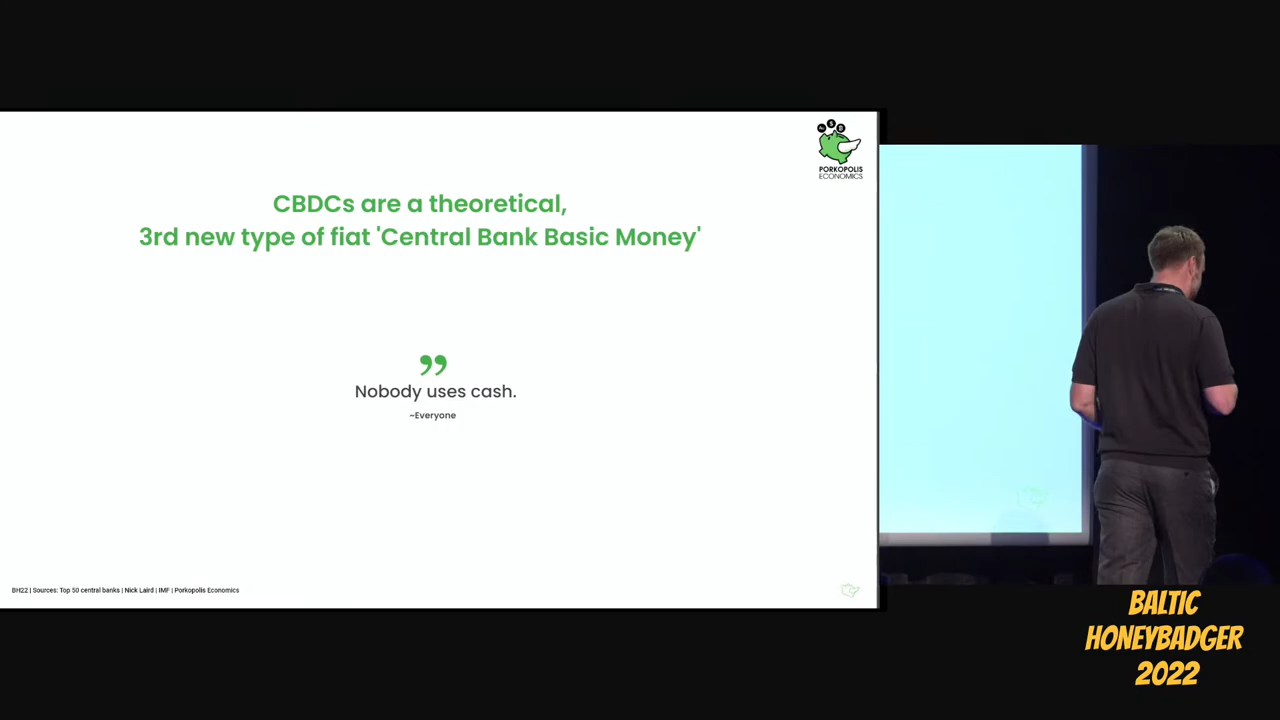 PORKOPOLIS
ECONOMICS
CBDCs are a theoretical,
3rd new type of fiat 'Central Bank Basic Money'
”
Nobody uses cash.
~Everyone
BH22 | Sources: Top 50 central banks | Nick Laird | IMF | Porkopolis Economics
BALTIC
HONEYBADGER
2022